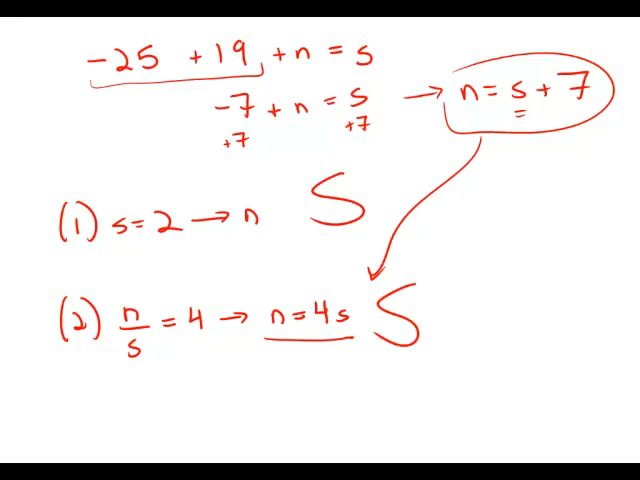 -25 +19 + n = s
-7 + n = s → n = s + 7
+7 +7
(1) s = 2 → n S
(2) n/s = 4 → n = 4s S